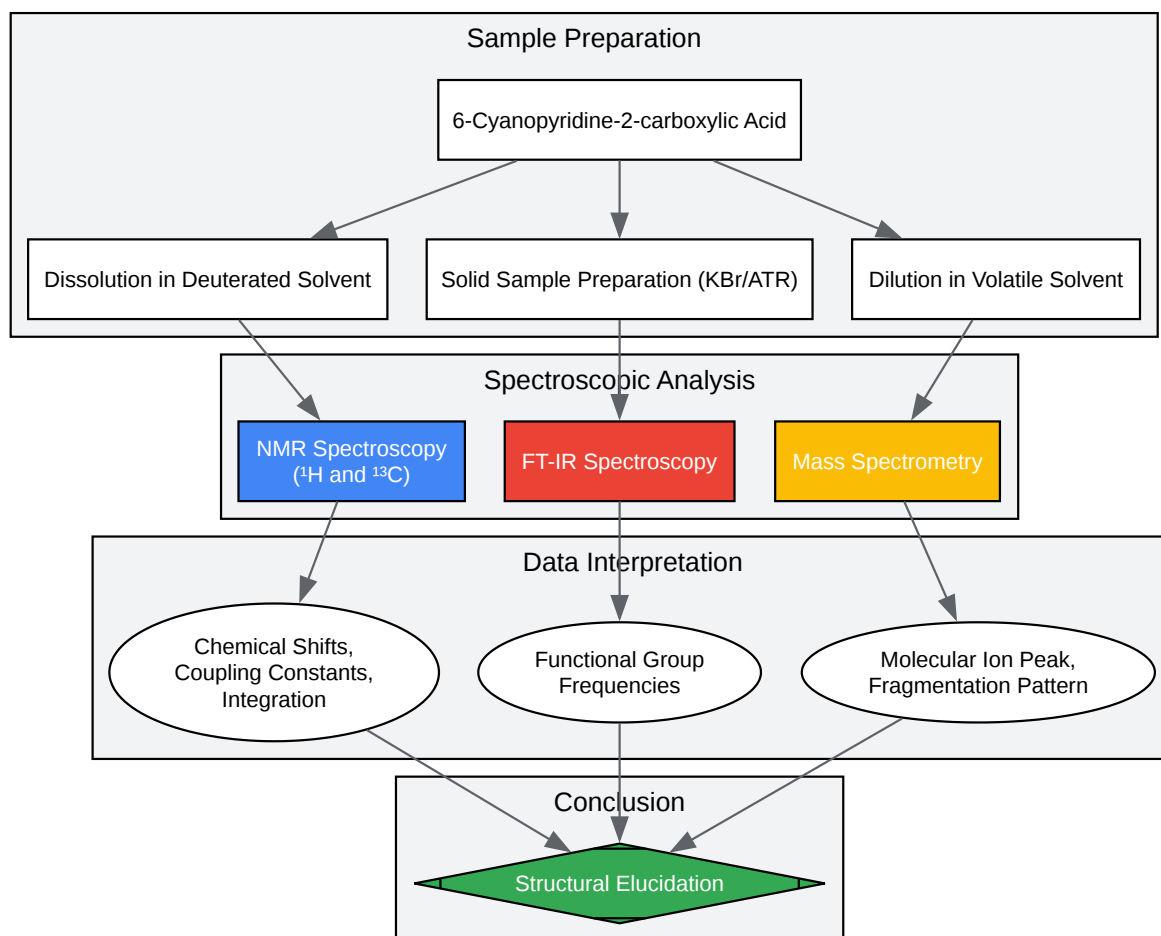 Sample Preparation
6-Cyanopyridine-2-carboxylic Acid
Dissolution in Deuterated Solvent
Solid Sample Preparation (KBr/ATR)
Dilution in Volatile Solvent
Spectroscopic Analysis
NMR Spectroscopy
(¹H and ¹³C)
FT-IR Spectroscopy
Mass Spectrometry
Data Interpretation
Chemical Shifts,
Coupling Constants,
Integration
Functional Group
Frequencies
Molecular Ion Peak,
Fragmentation Pattern
Conclusion
Structural Elucidation